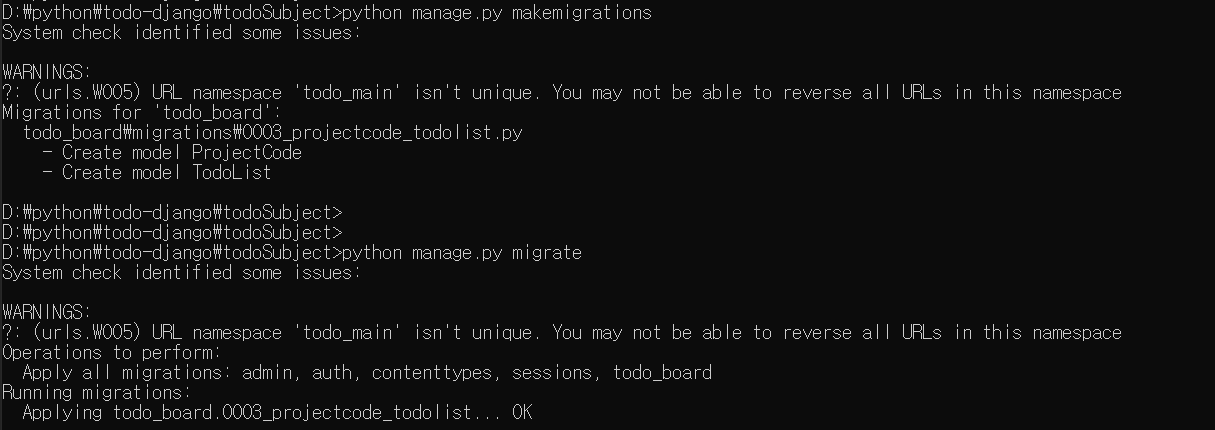 D:₩python₩todo-django₩todoSubject>python manage.py makemigrations
System check identified some issues:
WARNINGS:
?: (urls.W005) URL namespace 'todo_main' isn't unique. You may not be able to reverse all URLs in this namespace
Migrations for 'todo_board':
todo_board₩migrations₩0003_projectcode_todolist.py
- Create model ProjectCode
- Create model TodoList
D:₩python₩todo-django₩todoSubject>
D:₩python₩todo-django₩todoSubject>
D:₩python₩todo-django₩todoSubject>python manage.py migrate
System check identified some issues:
WARNINGS:
?: (urls.W005) URL namespace 'todo_main' isn't unique. You may not be able to reverse all URLs in this namespace
Operations to perform:
Apply all migrations: admin, auth, contenttypes, sessions, todo_board
Running migrations:
Applying todo_board.0003_projectcode_todolist... OK